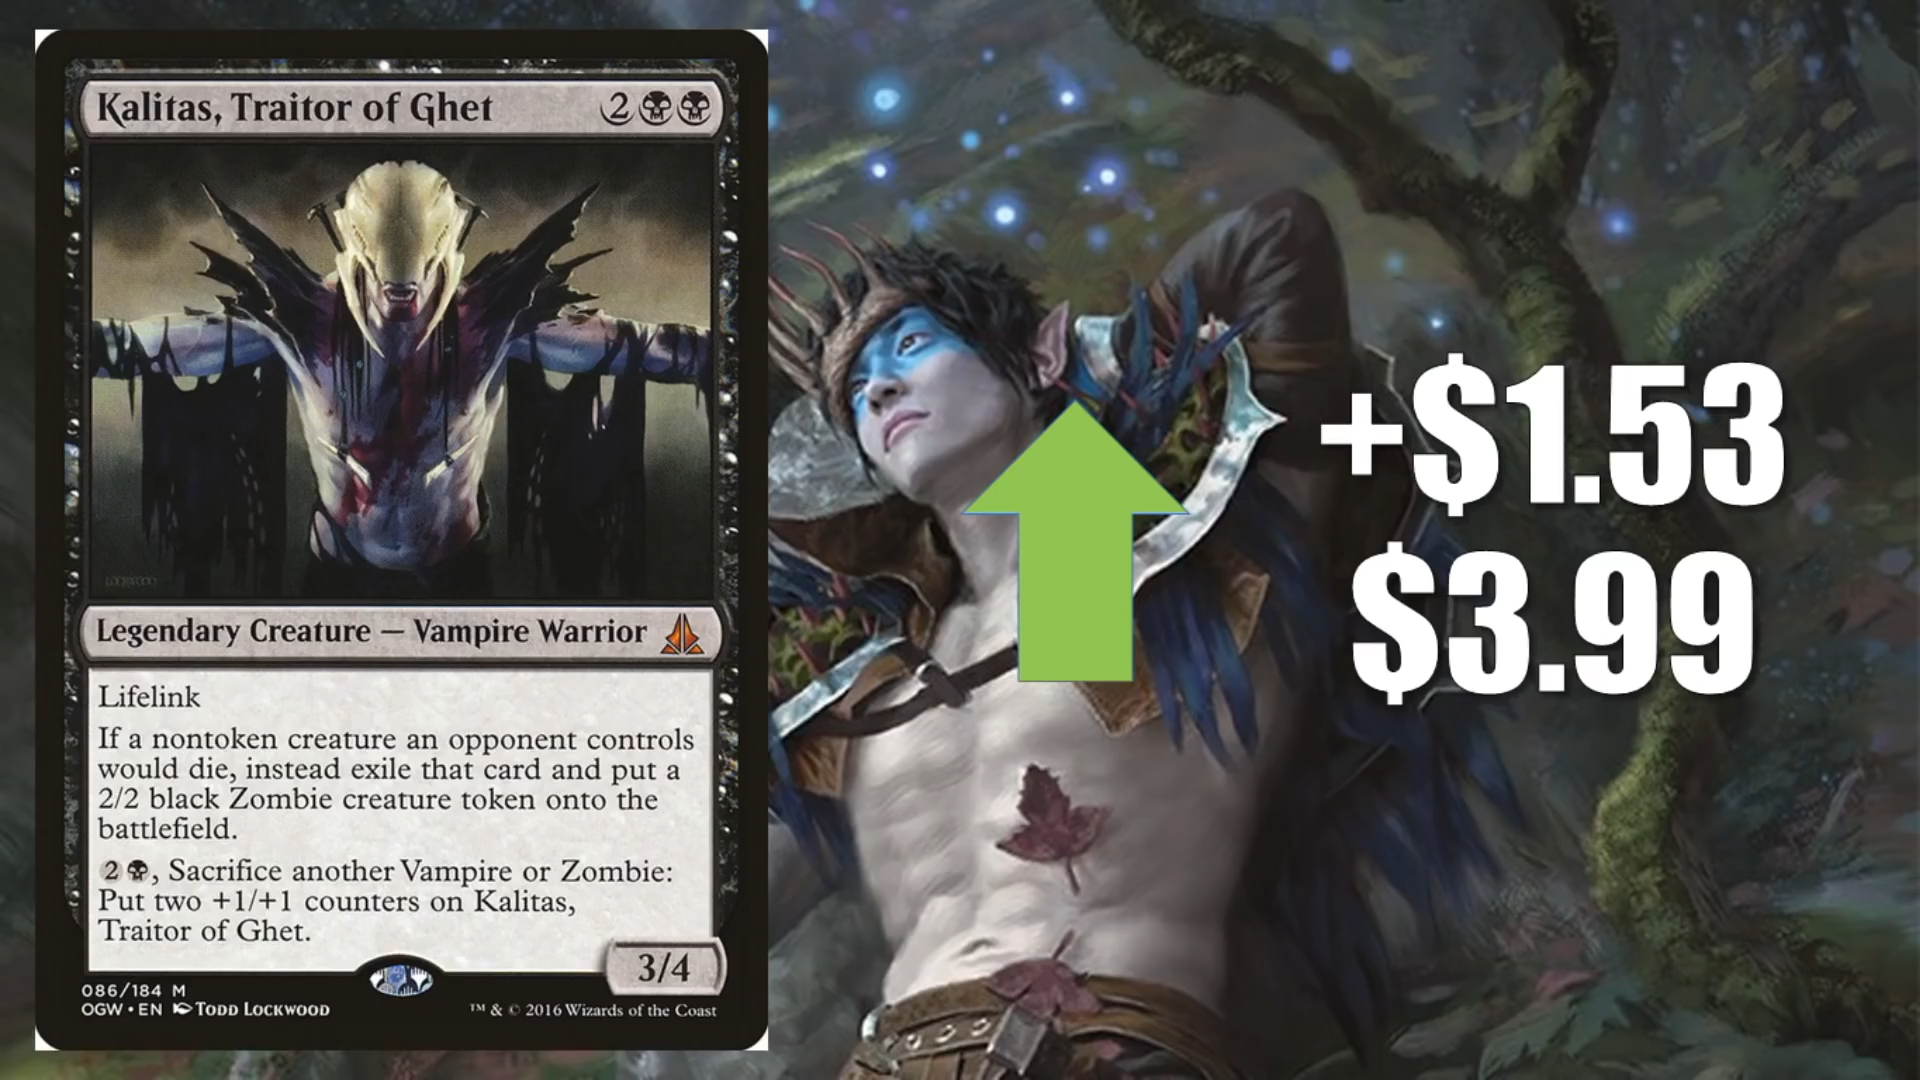 Kalitas, Traitor of Ghet 2
Legendary Creature — Vampire Warrior
Lifelink
If a nontoken creature an opponent controls
would die, instead exile that card and put a
2/2 black Zombie creature token onto the
battlefield.
2, Sacrifice another Vampire or Zombie:
Put two +1/+1 counters on Kalitas,
Traitor of Ghet.
3/4
086/184 M
OGW • EN Todd Lockwood
™ & © 2016 Wizards of the Coast
+$1.53
$3.99